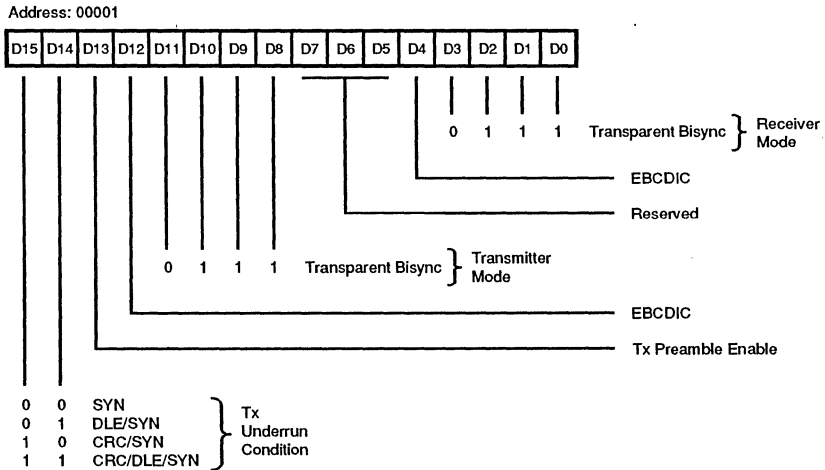 Address: 00001
D15 D14 D13 D12 D11 D10 D9 D8 D7 D6 D5 D4 D3 D2 D1 D0
0 1 1 1 Transparent Bisync } Receiver
Mode
EBCDIC
Reserved
0 1 1 1 Transparent Bisync } Transmitter
Mode
EBCDIC
Tx Preamble Enable
0 0 SYN
0 1 DLE/SYN
1 0 CRC/SYN
1 1 CRC/DLE/SYN
Tx
Underrun
Condition